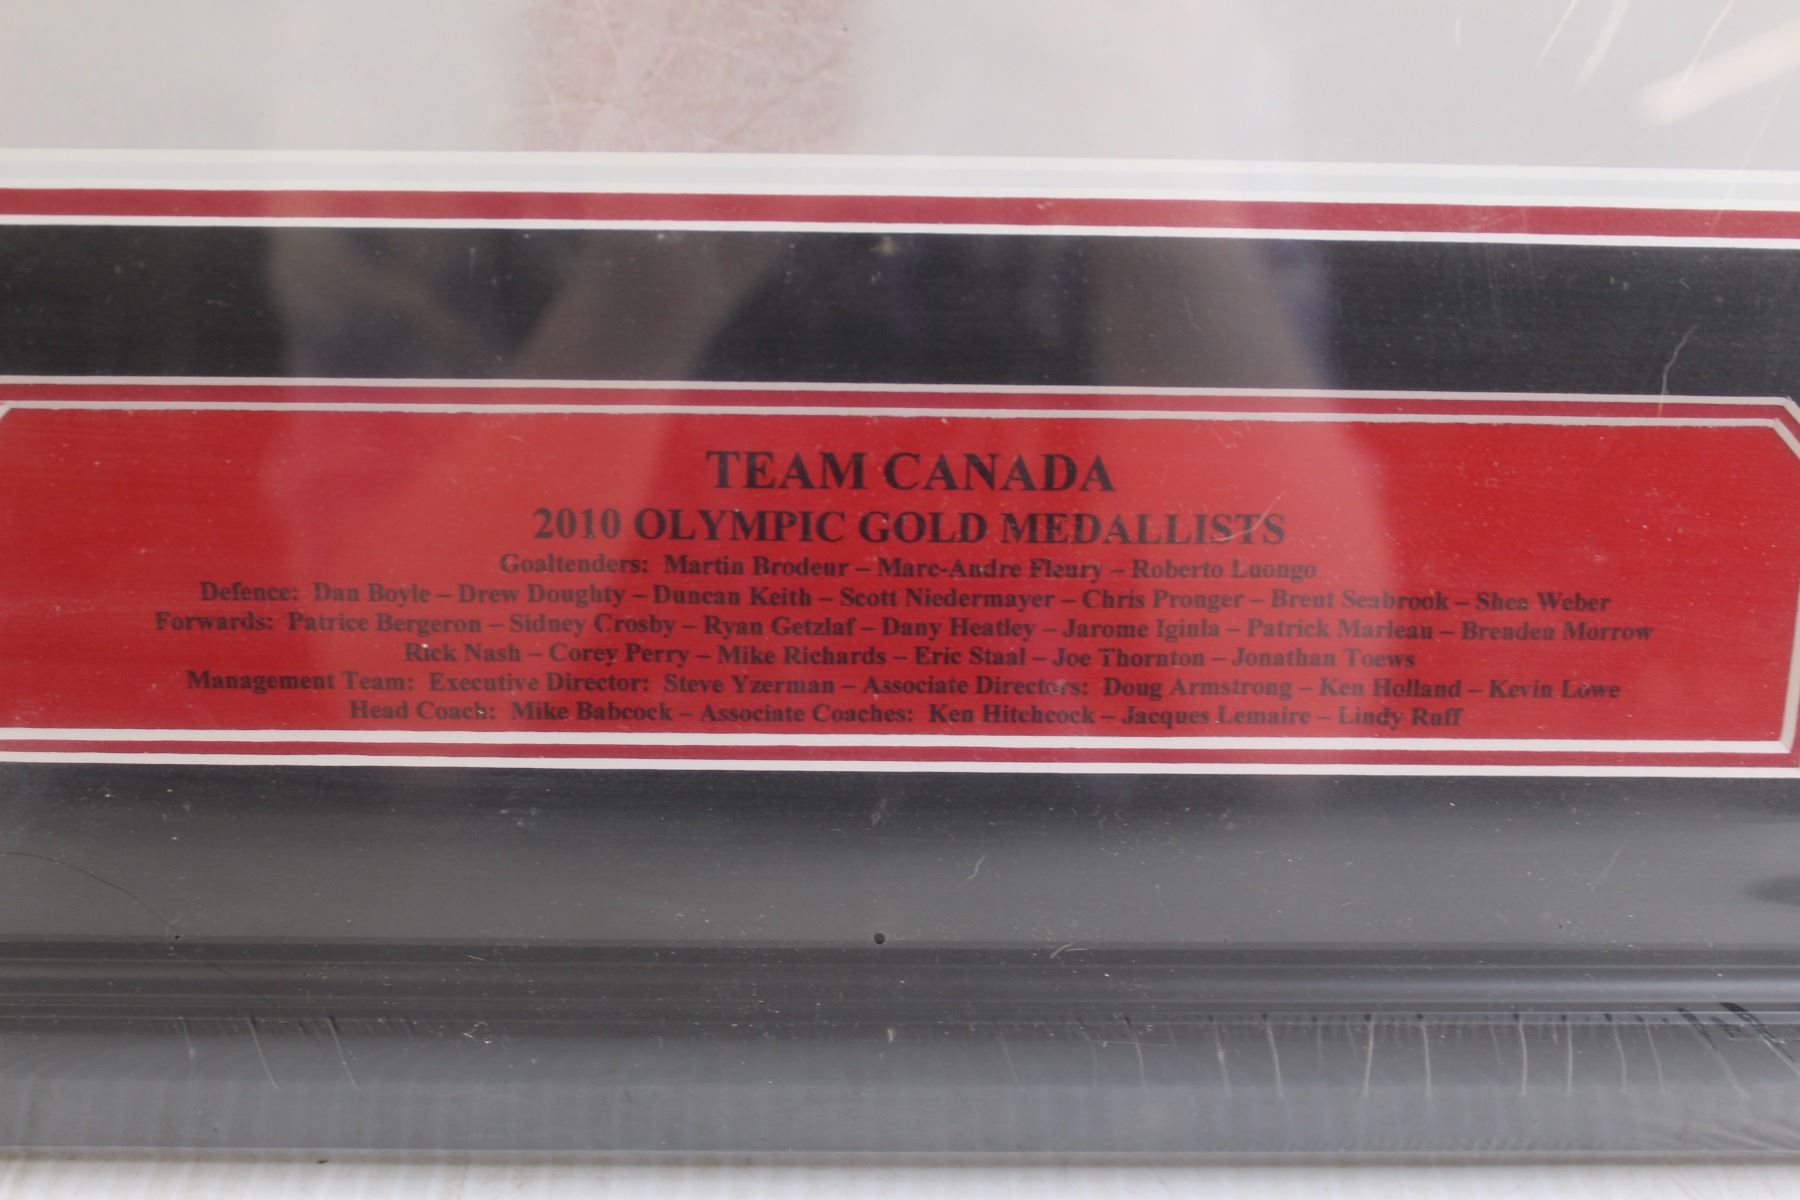 TEAM CANADA
2010 OLYMPIC GOLD MEDALLISTS
Goaltenders: Martin Brodeur – Marc-Andre Fleury – Roberto Luongo
Defence: Dan Boyle – Drew Doughty – Duncan Keith – Scott Niedermayer – Chris Pronger – Brent Seabrook – Shea Weber
Forwards: Patrice Bergeron – Sidney Crosby – Ryan Getzlaf – Dany Heatley – Jarome Iginla – Patrick Marleau – Brenden Morrow
Rick Nash – Corey Perry – Mike Richards – Eric Staal – Joe Thornton – Jonathan Toews
Management Team: Executive Director: Steve Yzerman – Associate Directors: Doug Armstrong – Ken Holland – Kevin Lowe
Head Coach: Mike Babcock – Associate Coaches: Ken Hitchcock – Jacques Lemaire – Lindy Ruff